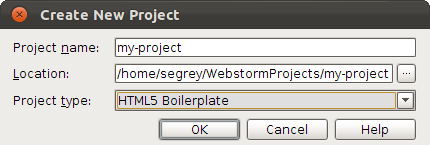 Create New Project
Project name: my-project
Location: /home/segrey/WebstormProjects/my-project ...
Project type: HTML5 Boilerplate
OK Cancel Help